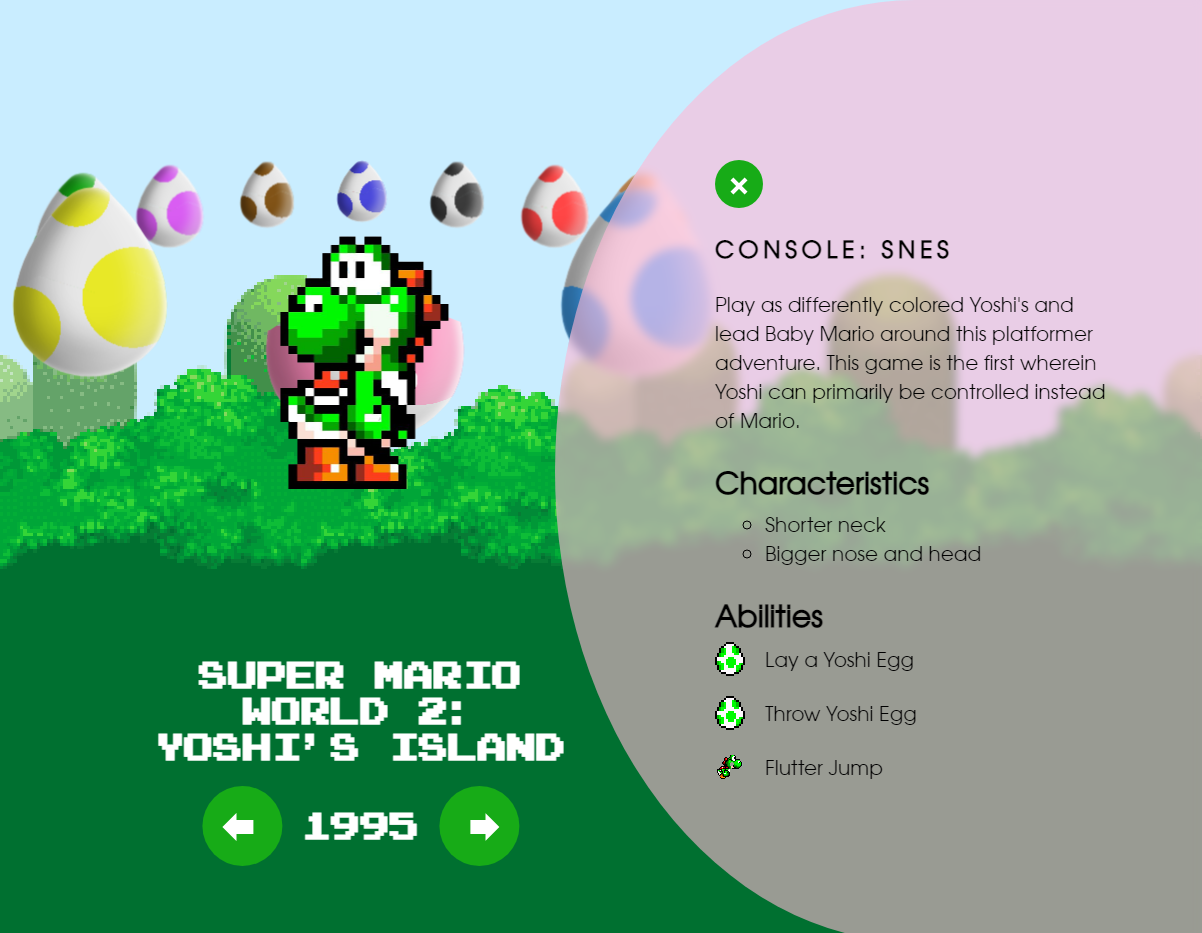 SUPER MARIO
WORLD 2:
YOSHI'S ISLAND
1995
CONSOLE: SNES
Play as differently colored Yoshi's and
lead Baby Mario around this platformer
adventure. This game is the first wherein
Yoshi can primarily be controlled instead
of Mario.
Characteristics
Shorter neck
Bigger nose and head
Abilities
Lay a Yoshi Egg
Throw Yoshi Egg
Flutter Jump